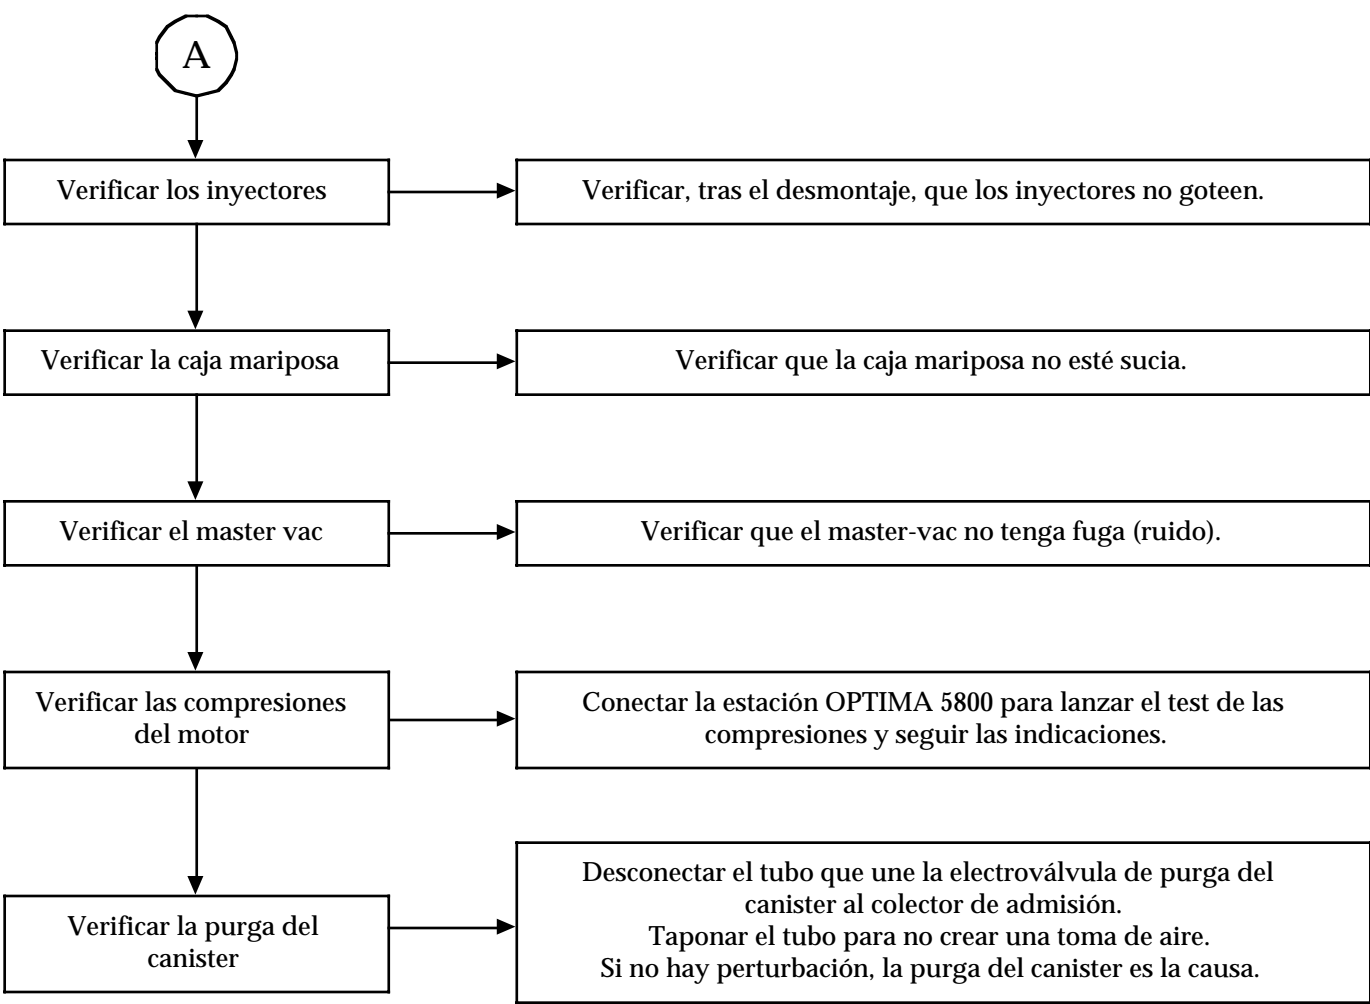 A
Verificar los inyectores
Verificar, tras el desmontaje, que los inyectores no goteen.
Verificar la caja mariposa
Verificar que la caja mariposa no esté sucia.
Verificar el master vac
Verificar que el master-vac no tenga fuga (ruido).
Verificar las compresiones
del motor
Conectar la estación OPTIMA 5800 para lanzar el test de las
compresiones y seguir las indicaciones.
Verificar la purga del
canister
Desconectar el tubo que une la electroválvula de purga del
canister al colector de admisión.
Taponar el tubo para no crear una toma de aire.
Si no hay perturbación, la purga del canister es la causa.